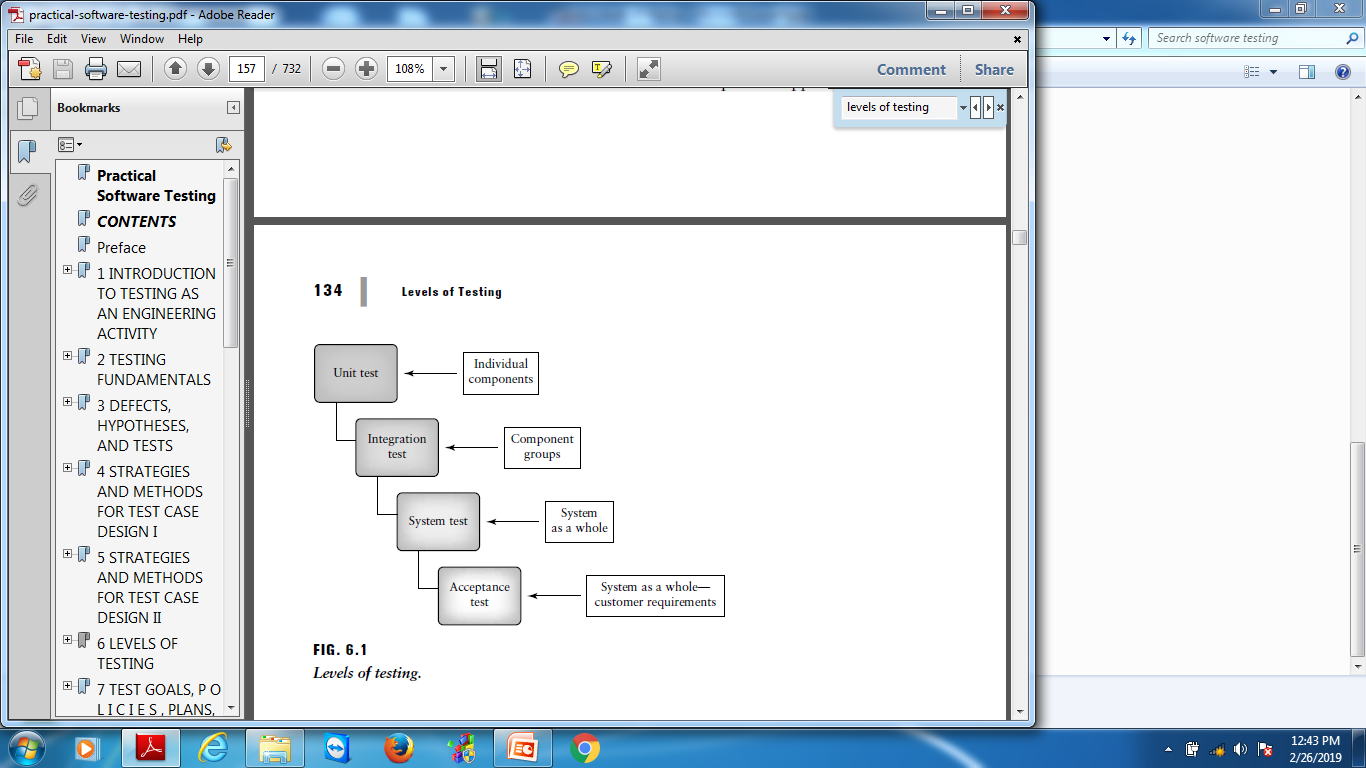 practical-software-testing.pdf - Adobe Reader
File Edit View Window Help
Search software testing
157 / 732
108%
Comment
Share
Bookmarks
levels of testing
Practical
Software Testing
CONTENTS
Preface
1 INTRODUCTION
TO TESTING AS
AN ENGINEERING
ACTIVITY
2 TESTING
FUNDAMENTALS
3 DEFECTS,
HYPOTHESES,
AND TESTS
4 STRATEGIES
AND METHODS
FOR TEST CASE
DESIGN I
5 STRATEGIES
AND METHODS
FOR TEST CASE
DESIGN II
6 LEVELS OF
TESTING
7 TEST GOALS, P O
L I C I E S , PLANS,
134
Levels of Testing
Unit test
Individual
components
Integration
test
Component
groups
System test
System
as a whole
Acceptance
test
System as a whole—
customer requirements
FIG. 6.1
Levels of testing.
12:43 PM
2/26/2019